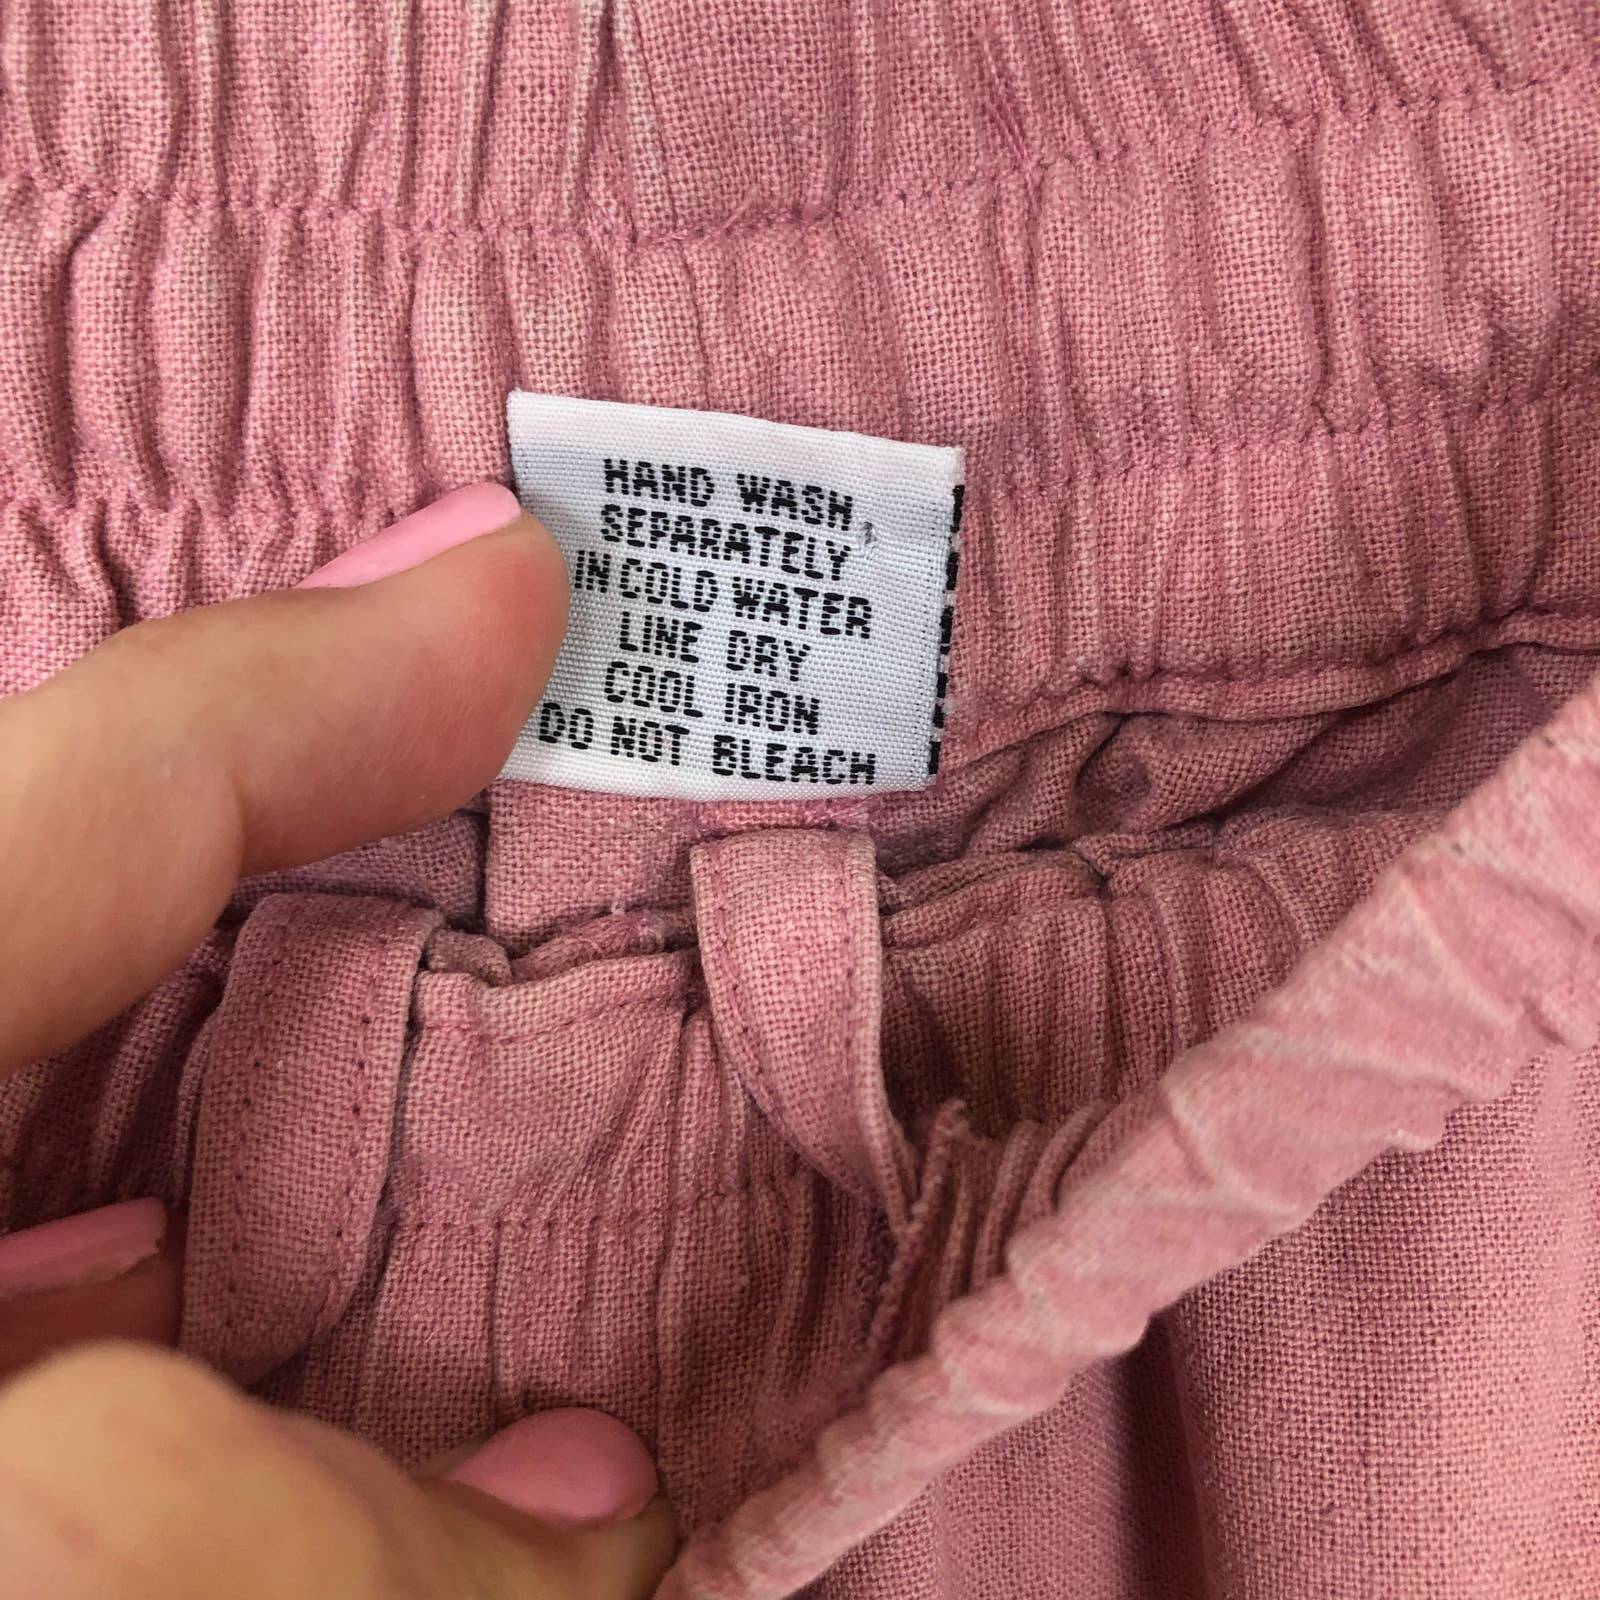 HAND WASH,
SEPARATELY
IN COLD WATER
LINE DRY
COOL IRON
DO NOT BLEACH